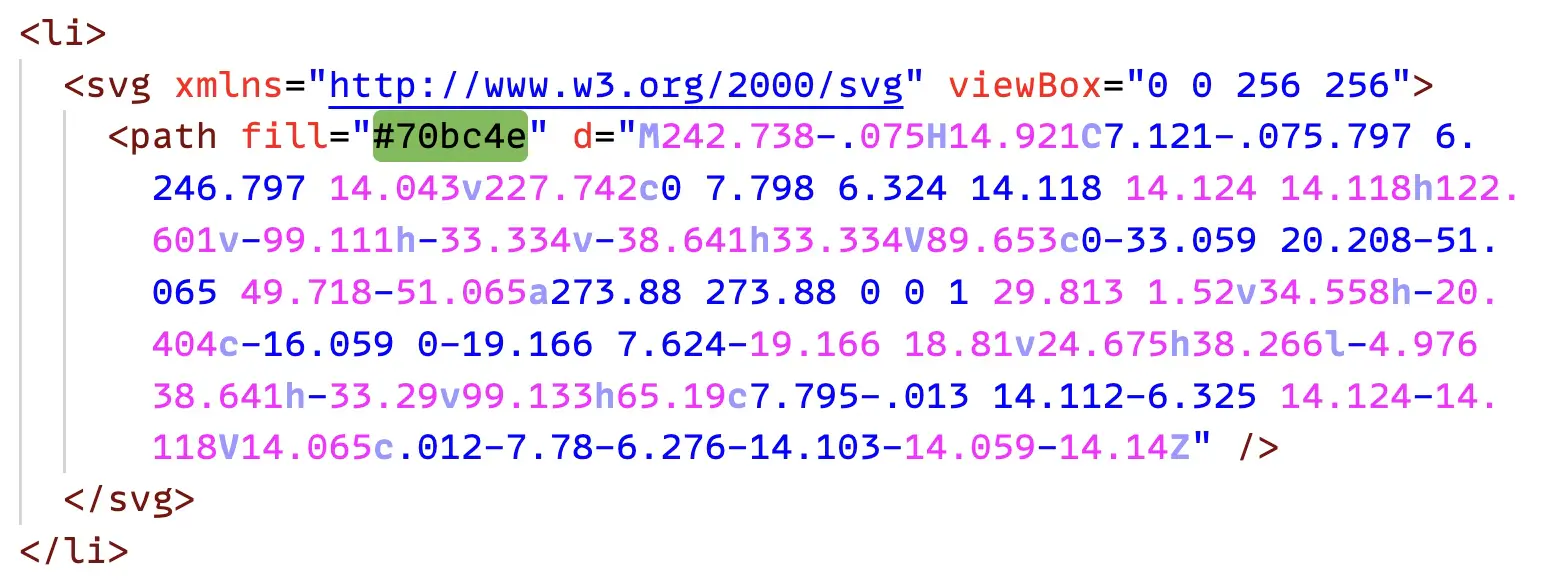 <li>
<svg xmlns="http://www.w3.org/2000/svg" viewBox="0 0 256 256">
<path fill="#70bc4e" d="M242.738-.075H14.921C7.121-.075.797 6.
246.797 14.043v227.742c0 7.798 6.324 14.118 14.124 14.118h122.
601v-99.111h-33.334v-38.641h33.334V89.653c0-33.059 20.208-51.
065 49.718-51.065a273.88 273.88 0 0 1 29.813 1.52v34.558h-20.
404c-16.059 0-19.166 7.624-19.166 18.81v24.675h38.266l-4.976
38.641h-33.29v99.133h65.19c7.795-.013 14.112-6.325 14.124-14.
118V14.065c.012-7.78-6.276-14.103-14.059-14.14Z" />
</svg>
</li>